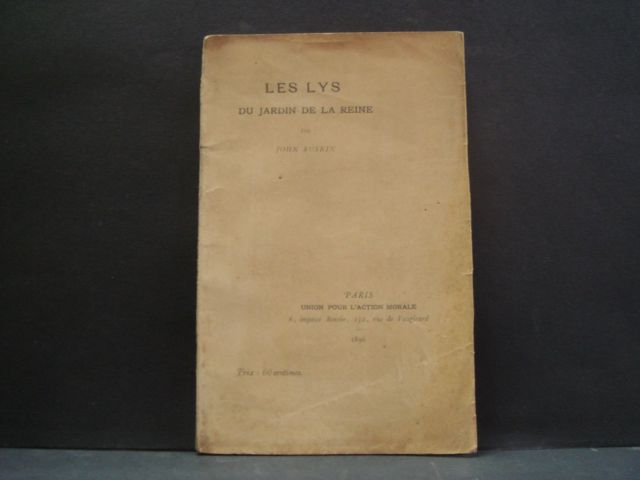 LES LYS
DU JARDIN DE LA REINE
PAR
JOHN RUSKIN
PARIS
UNION POUR L'ACTION MORALE
6, impasse Ronsin, 152, rue de Vaugirard
1896
Prix : 60 centimes.